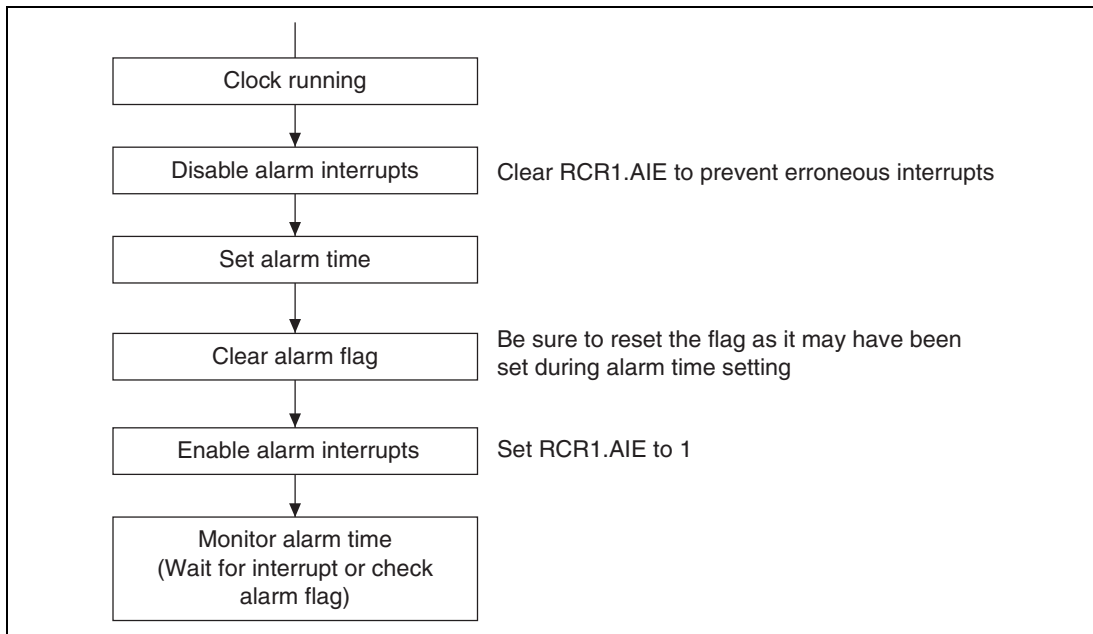 Clock running
Disable alarm interrupts
Clear RCR1.AIE to prevent erroneous interrupts
Set alarm time
Clear alarm flag
Be sure to reset the flag as it may have been
set during alarm time setting
Enable alarm interrupts
Set RCR1.AIE to 1
Monitor alarm time
(Wait for interrupt or check
alarm flag)